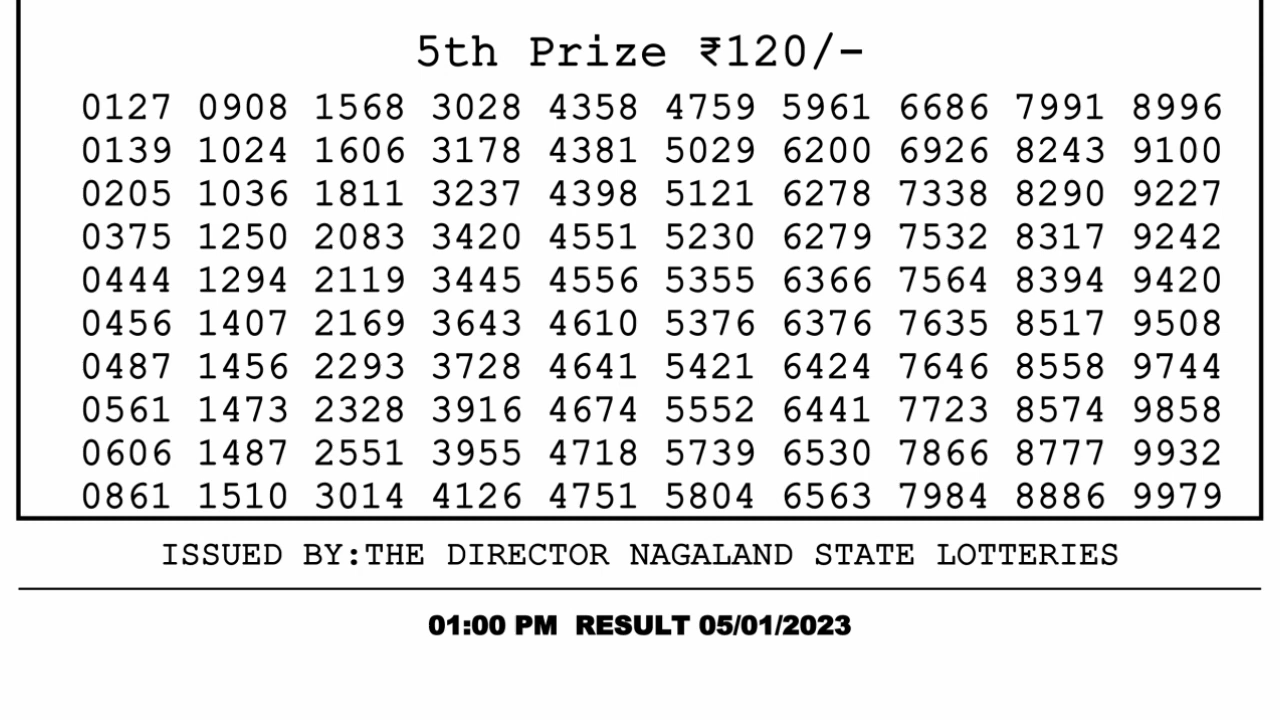 5th Prize ₹120/-
0127 0908 1568 3028 4358 4759 5961 6686 7991 8996
0139 1024 1606 3178 4381 5029 6200 6926 8243 9100
0205 1036 1811 3237 4398 5121 6278 7338 8290 9227
0375 1250 2083 3420 4551 5230 6279 7532 8317 9242
0444 1294 2119 3445 4556 5355 6366 7564 8394 9420
0456 1407 2169 3643 4610 5376 6376 7635 8517 9508
0487 1456 2293 3728 4641 5421 6424 7646 8558 9744
0561 1473 2328 3916 4674 5552 6441 7723 8574 9858
0606 1487 2551 3955 4718 5739 6530 7866 8777 9932
0861 1510 3014 4126 4751 5804 6563 7984 8886 9979
ISSUED BY:THE DIRECTOR NAGALAND STATE LOTTERIES
01:00 PM RESULT 05/01/2023